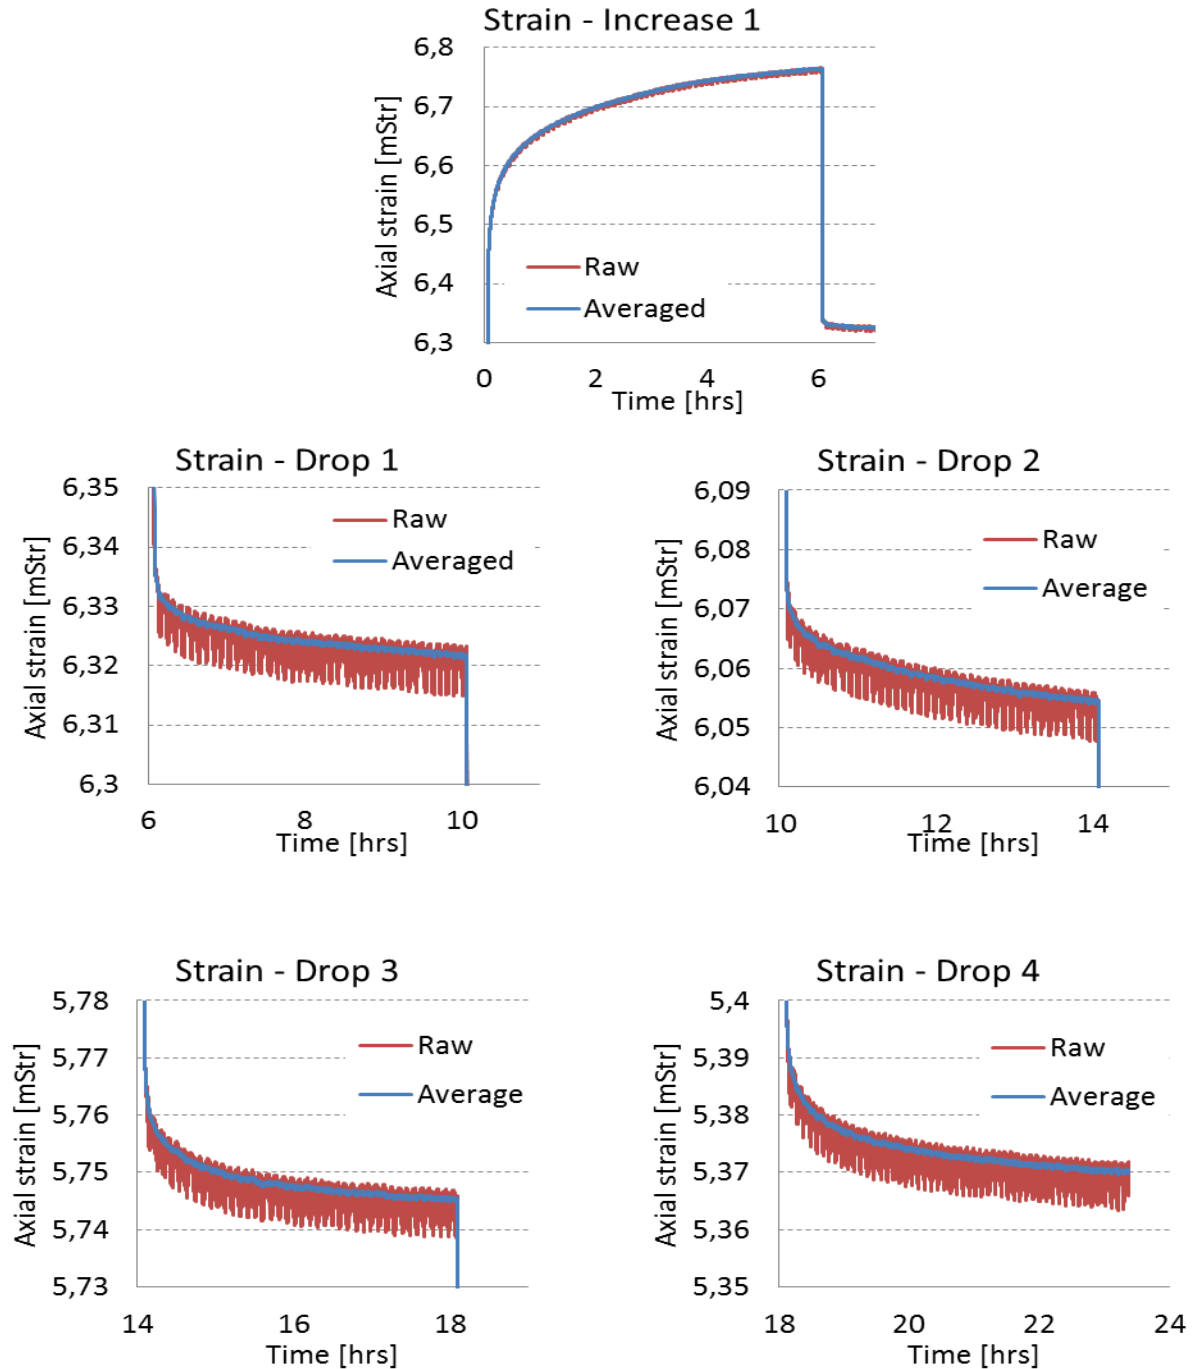 Strain - Increase 1
Axial strain [mStr]
6,8
6,7
6,6
6,5
6,4
6,3
Raw
Averaged
0 2 4 6
Time [hrs]
Strain - Drop 1
Axial strain [mStr]
6,35
6,34
6,33
6,32
6,31
6,3
Raw
Averaged
6 8 10
Time [hrs]
Strain - Drop 2
Axial strain [mStr]
6,09
6,08
6,07
6,06
6,05
6,04
Raw
Average
10 12 14
Time [hrs]
Strain - Drop 3
Axial strain [mStr]
5,78
5,77
5,76
5,75
5,74
5,73
Raw
Average
14 16 18
Time [hrs]
Strain - Drop 4
Axial strain [mStr]
5,4
5,39
5,38
5,37
5,36
5,35
Raw
Average
18 20 22 24
Time [hrs]